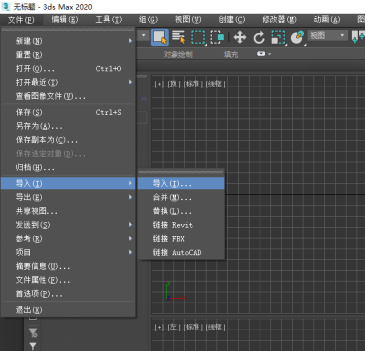 无标题 - 3ds Max 2020
文件(F) 编辑(E) 工具(T) 组(G) 视图(V) 创建(C) 修改器(M) 动画(A)
视图
对象绘制 填充
新建(N)
重置(R)
打开(O)... Ctrl+O
打开最近(T)
查看图像文件(V)...
保存(S) Ctrl+S
另存为(A)...
保存副本为(C)...
保存选定对象(D)...
归档(H)...
导入(I)
导出(E)
共享视图...
发送到(S)
参考(R)
项目
摘要信息(U)...
文件属性(F)...
首选项(P)...
退出(X)
导入(I)...
合并(M)...
替换(L)...
链接 Revit
链接 FBX
链接 AutoCAD
[+] [顶] [标准] [线框]
[+] [左] [标准] [线框]